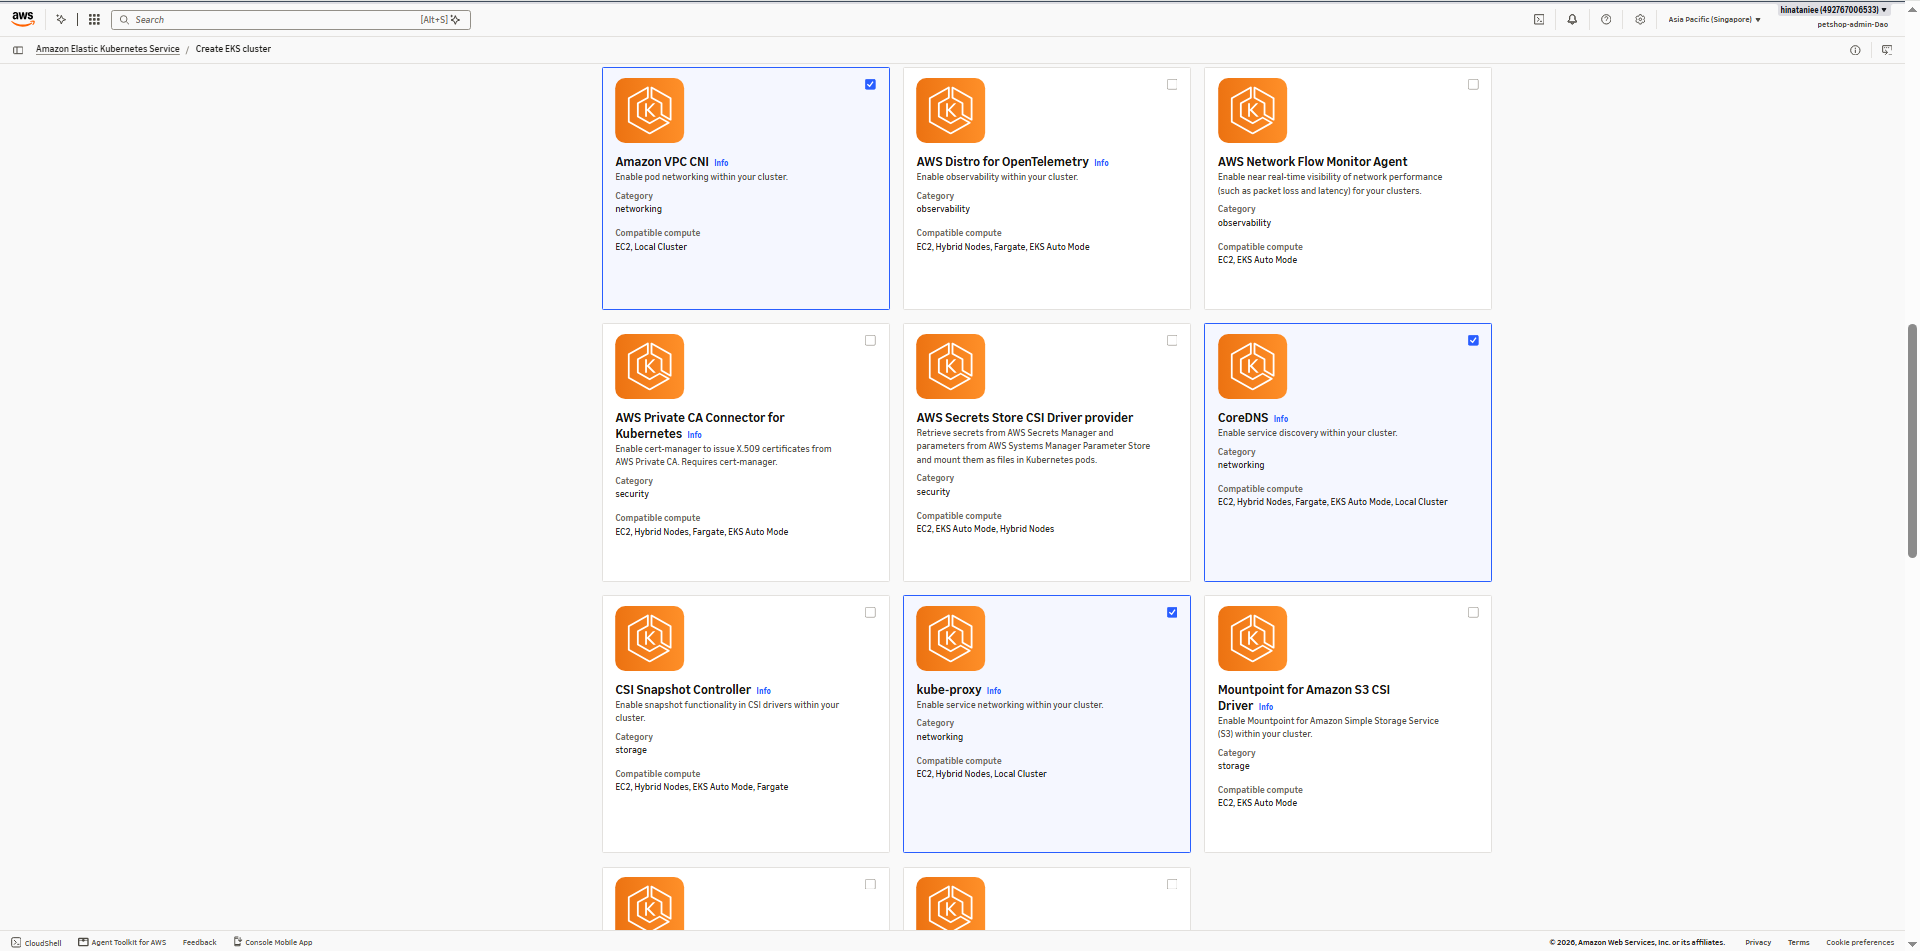 aws
Search
[Alt+S]
Asia Pacific (Singapore) ▼
hinataniee (492767006533) ▼
petshop-admin-Dao
Amazon Elastic Kubernetes Service / Create EKS cluster
Amazon VPC CNI Info
Enable pod networking within your cluster.
Category
networking
Compatible compute
EC2, Local Cluster
AWS Distro for OpenTelemetry Info
Enable observability within your cluster.
Category
observability
Compatible compute
EC2, Hybrid Nodes, Fargate, EKS Auto Mode
AWS Network Flow Monitor Agent
Enable near real-time visibility of network performance
(such as packet loss and latency) for your clusters.
Category
observability
Compatible compute
EC2, EKS Auto Mode
AWS Private CA Connector for
Kubernetes Info
Enable cert-manager to issue X.509 certificates from
AWS Private CA. Requires cert-manager.
Category
security
Compatible compute
EC2, Hybrid Nodes, Fargate, EKS Auto Mode
AWS Secrets Store CSI Driver provider
Retrieve secrets from AWS Secrets Manager and
parameters from AWS Systems Manager Parameter Store
and mount them as files in Kubernetes pods.
Category
security
Compatible compute
EC2, EKS Auto Mode, Hybrid Nodes
CoreDNS Info
Enable service discovery within your cluster.
Category
networking
Compatible compute
EC2, Hybrid Nodes, Fargate, EKS Auto Mode, Local Cluster
CSI Snapshot Controller Info
Enable snapshot functionality in CSI drivers within your
cluster.
Category
storage
Compatible compute
EC2, Hybrid Nodes, EKS Auto Mode, Fargate
kube-proxy Info
Enable service networking within your cluster.
Category
networking
Compatible compute
EC2, Hybrid Nodes, Local Cluster
Mountpoint for Amazon S3 CSI
Driver Info
Enable Mountpoint for Amazon Simple Storage Service
(S3) within your cluster.
Category
storage
Compatible compute
EC2, EKS Auto Mode
CloudShell
Agent Toolkit for AWS
Feedback
Console Mobile App
© 2026, Amazon Web Services, Inc. or its affiliates.
Privacy
Terms
Cookie preferences